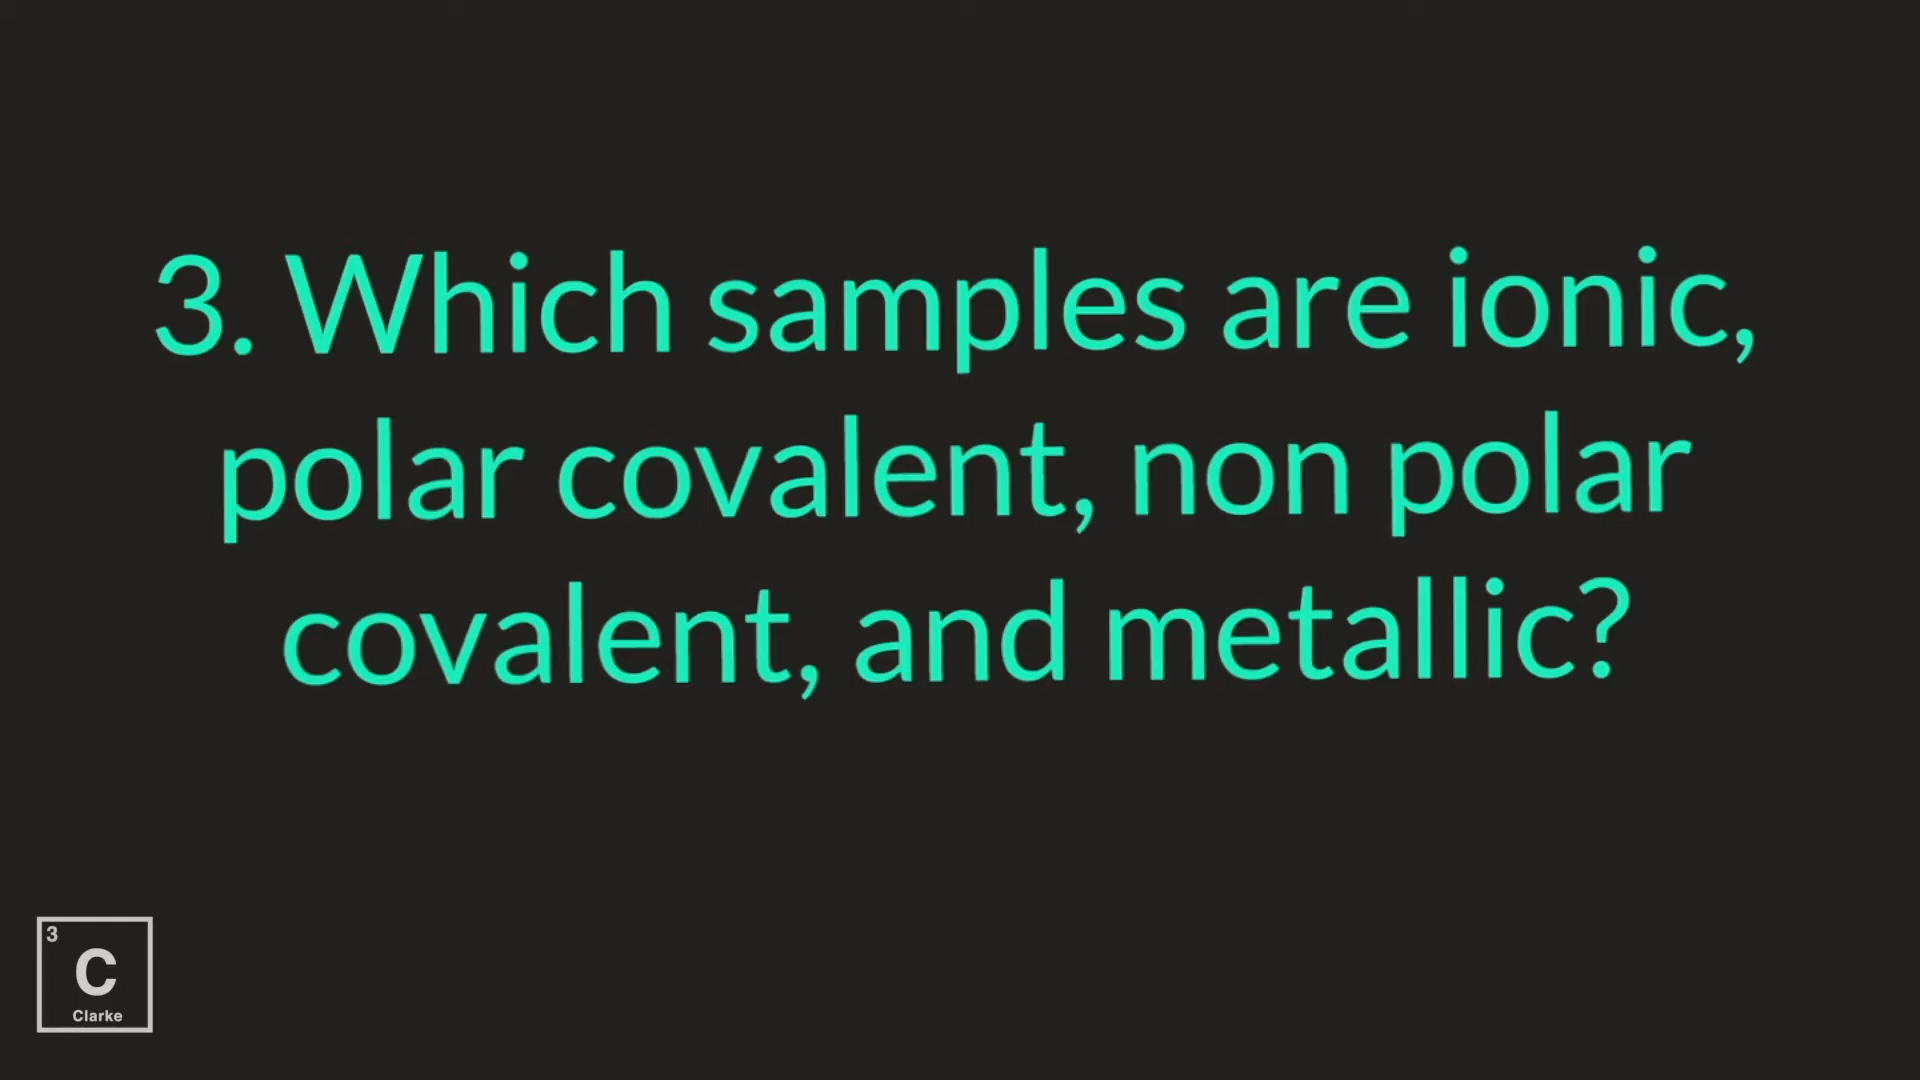 3. Which samples are ionic,
polar covalent, non polar
covalent, and metallic?
3
C
Clarke